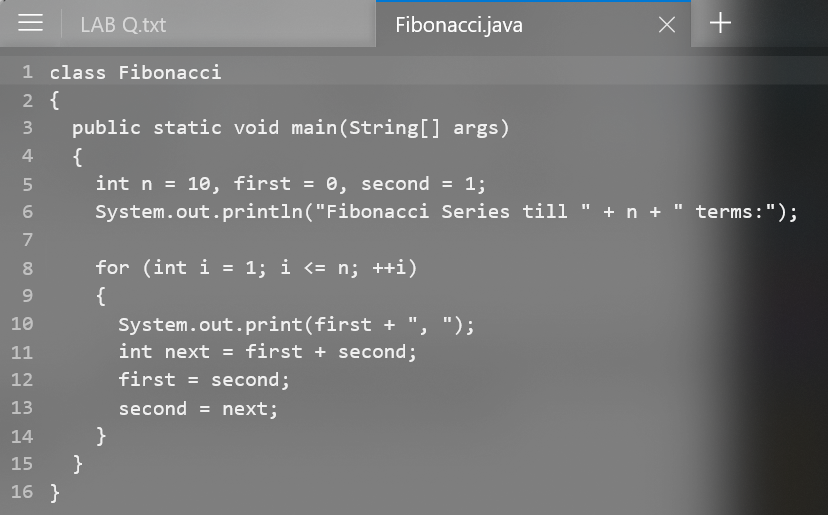 LAB Q.txt
Fibonacci.java
1 class Fibonacci
2 {
3   public static void main(String[] args)
4   {
5     int n = 10, first = 0, second = 1;
6     System.out.println("Fibonacci Series till " + n + " terms:");
7
8     for (int i = 1; i <= n; ++i)
9     {
10       System.out.print(first + ", ");
11       int next = first + second;
12       first = second;
13       second = next;
14     }
15   }
16 }